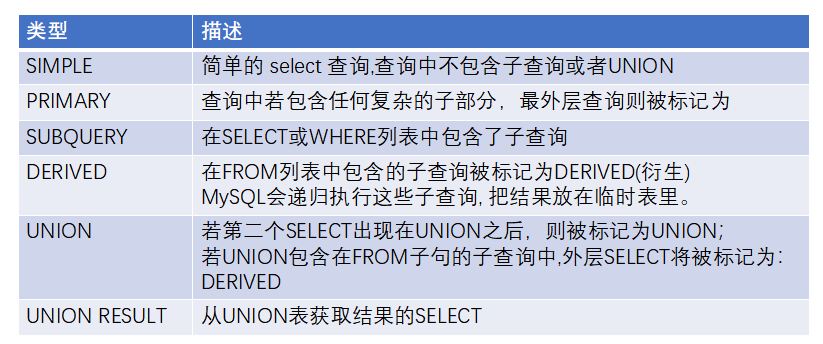 类型 描述
SIMPLE 简单的 select 查询,查询中不包含子查询或者UNION
PRIMARY 查询中若包含任何复杂的子部分，最外层查询则被标记为
SUBQUERY 在SELECT或WHERE列表中包含了子查询
DERIVED 在FROM列表中包含的子查询被标记为DERIVED(衍生)
MySQL会递归执行这些子查询, 把结果放在临时表里。
UNION 若第二个SELECT出现在UNION之后，则被标记为UNION；
若UNION包含在FROM子句的子查询中,外层SELECT将被标记为：
DERIVED
UNION RESULT 从UNION表获取结果的SELECT